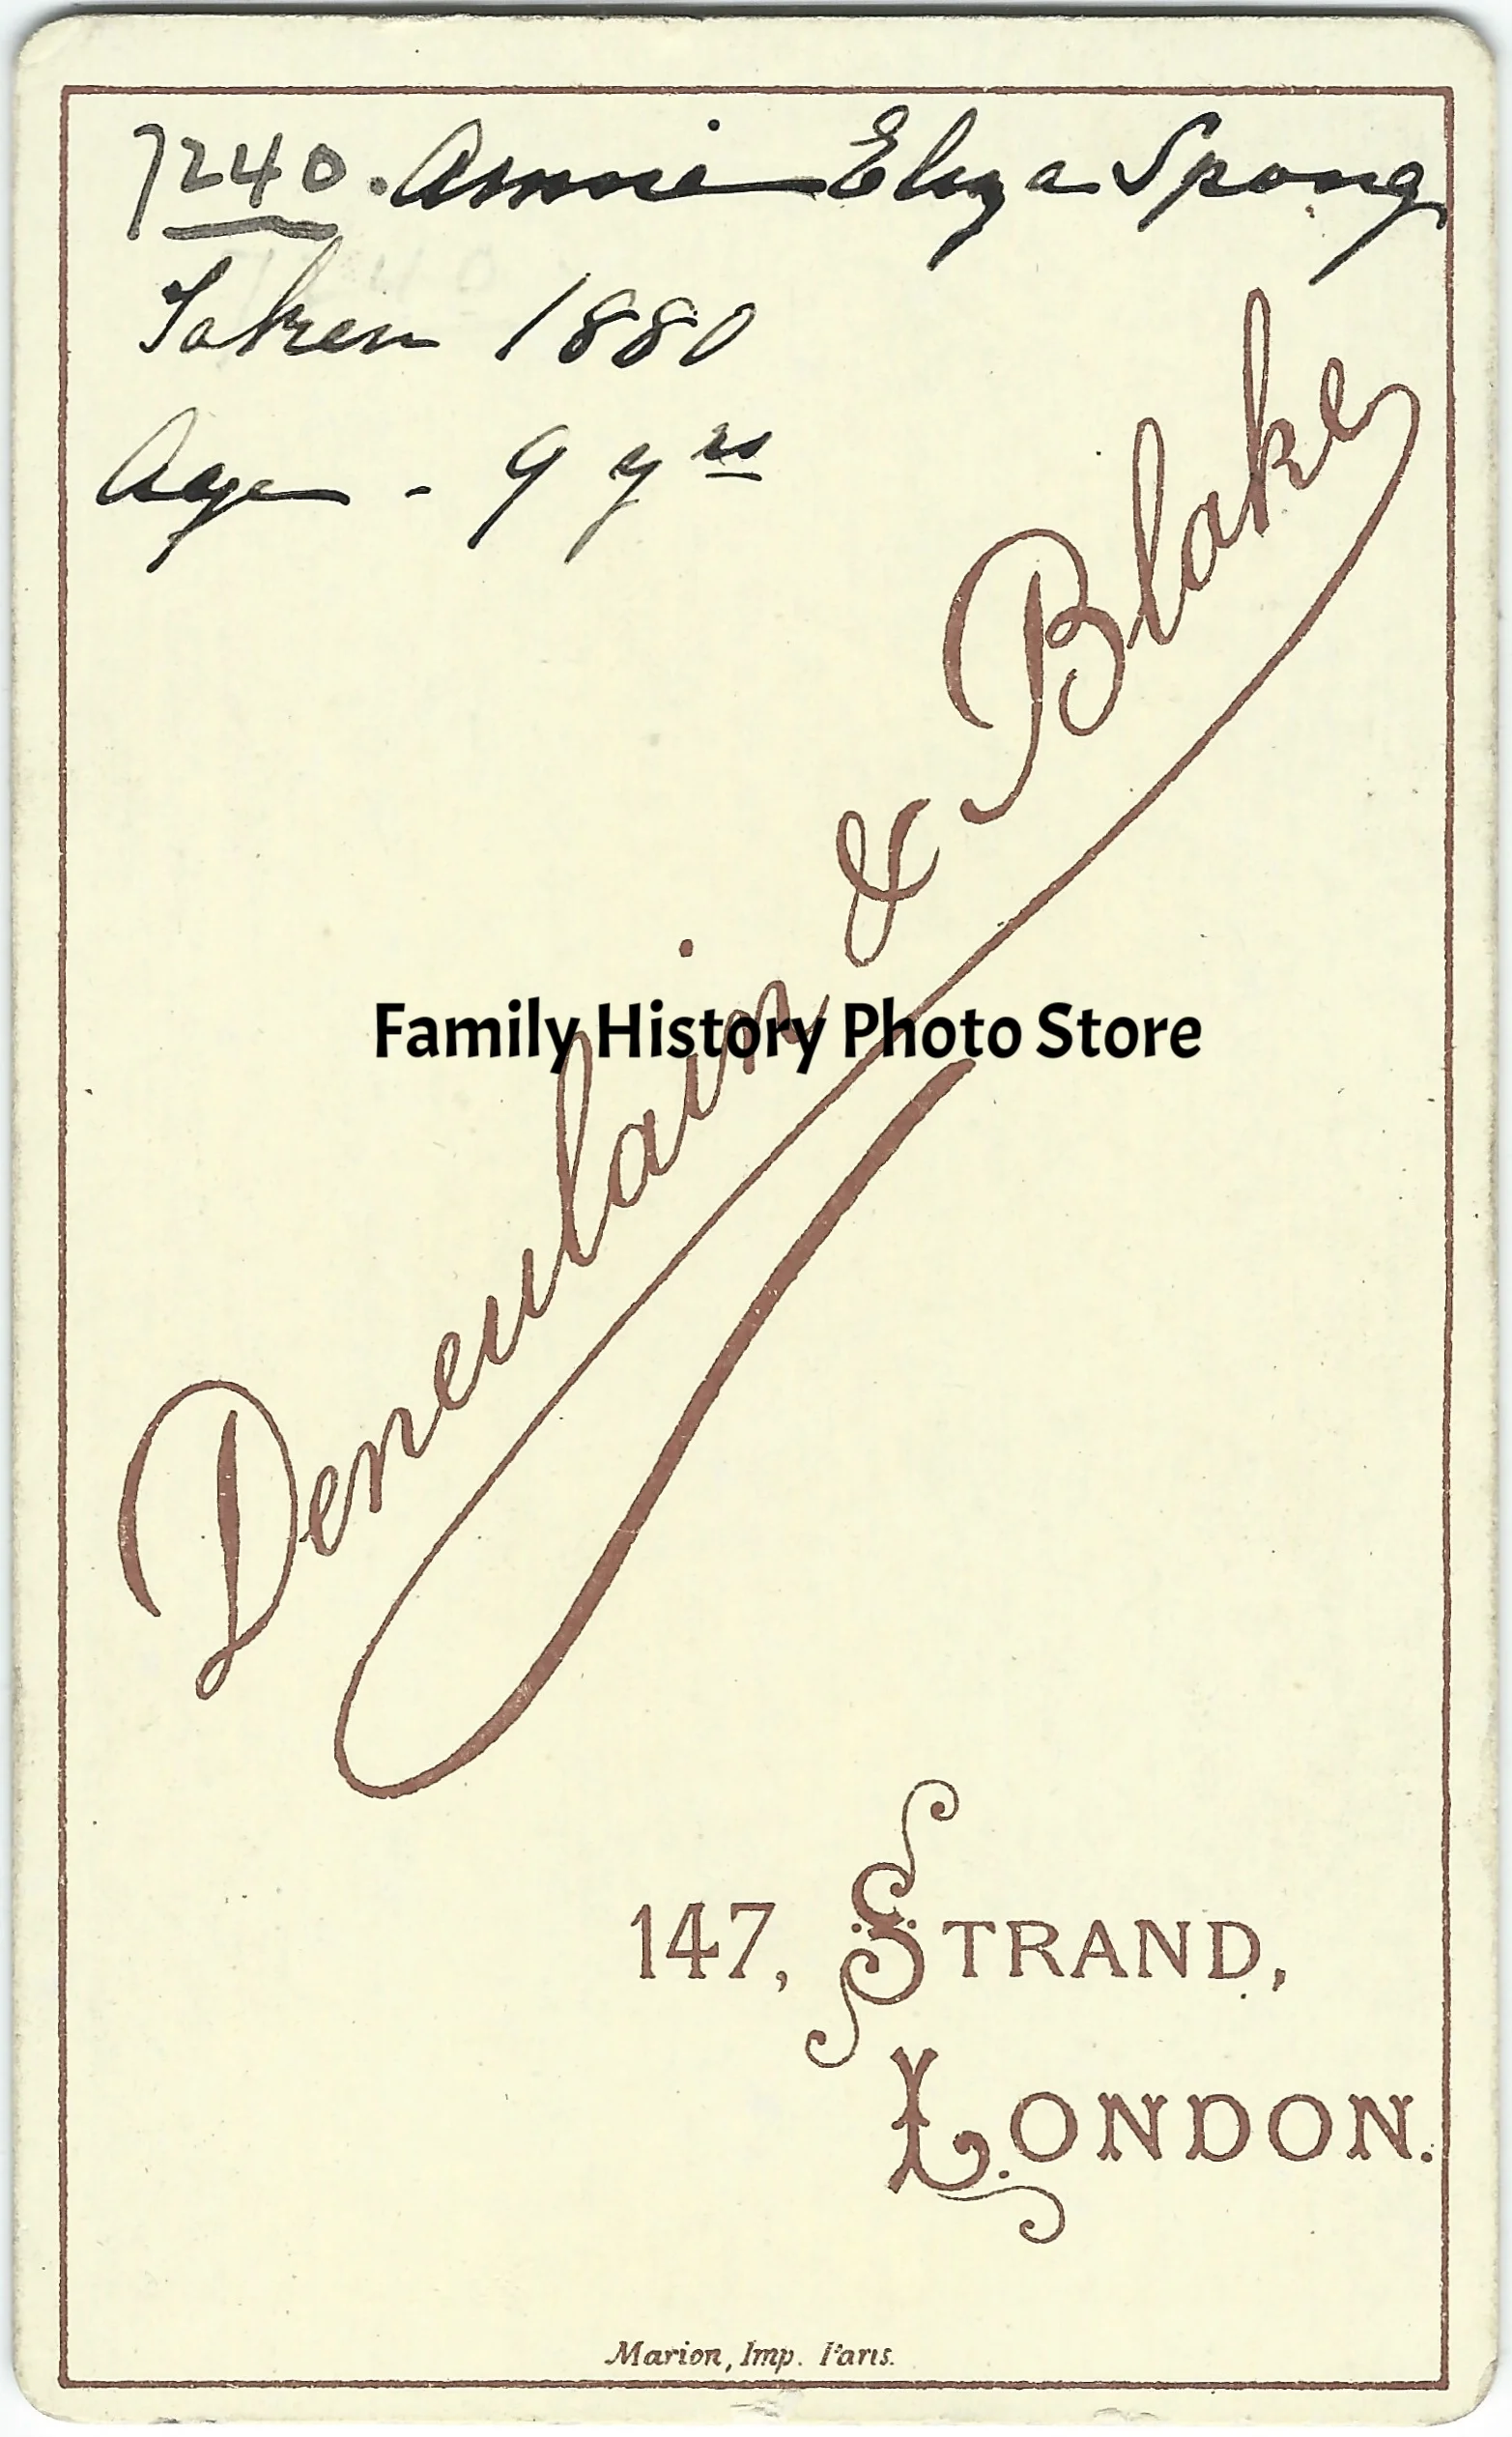 7240. Annie Eliza Spong
Taken 1880
Age - 9 yrs
Deneulain & Blake
Family History Photo Store
147, STRAND,
LONDON.
Marion, Imp. Paris.